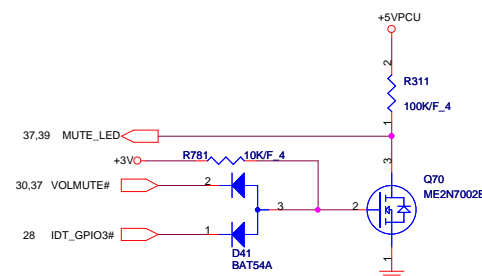 +5VPCU
2
R311
100K/F_4
1
37,39 MUTE_LED
+3V
R781
10K/F_4
3
Q70
ME2N7002E
30,37 VOLMUTE#
2
3
2
28 IDT_GPIO3#
1
D41
BAT54A
1